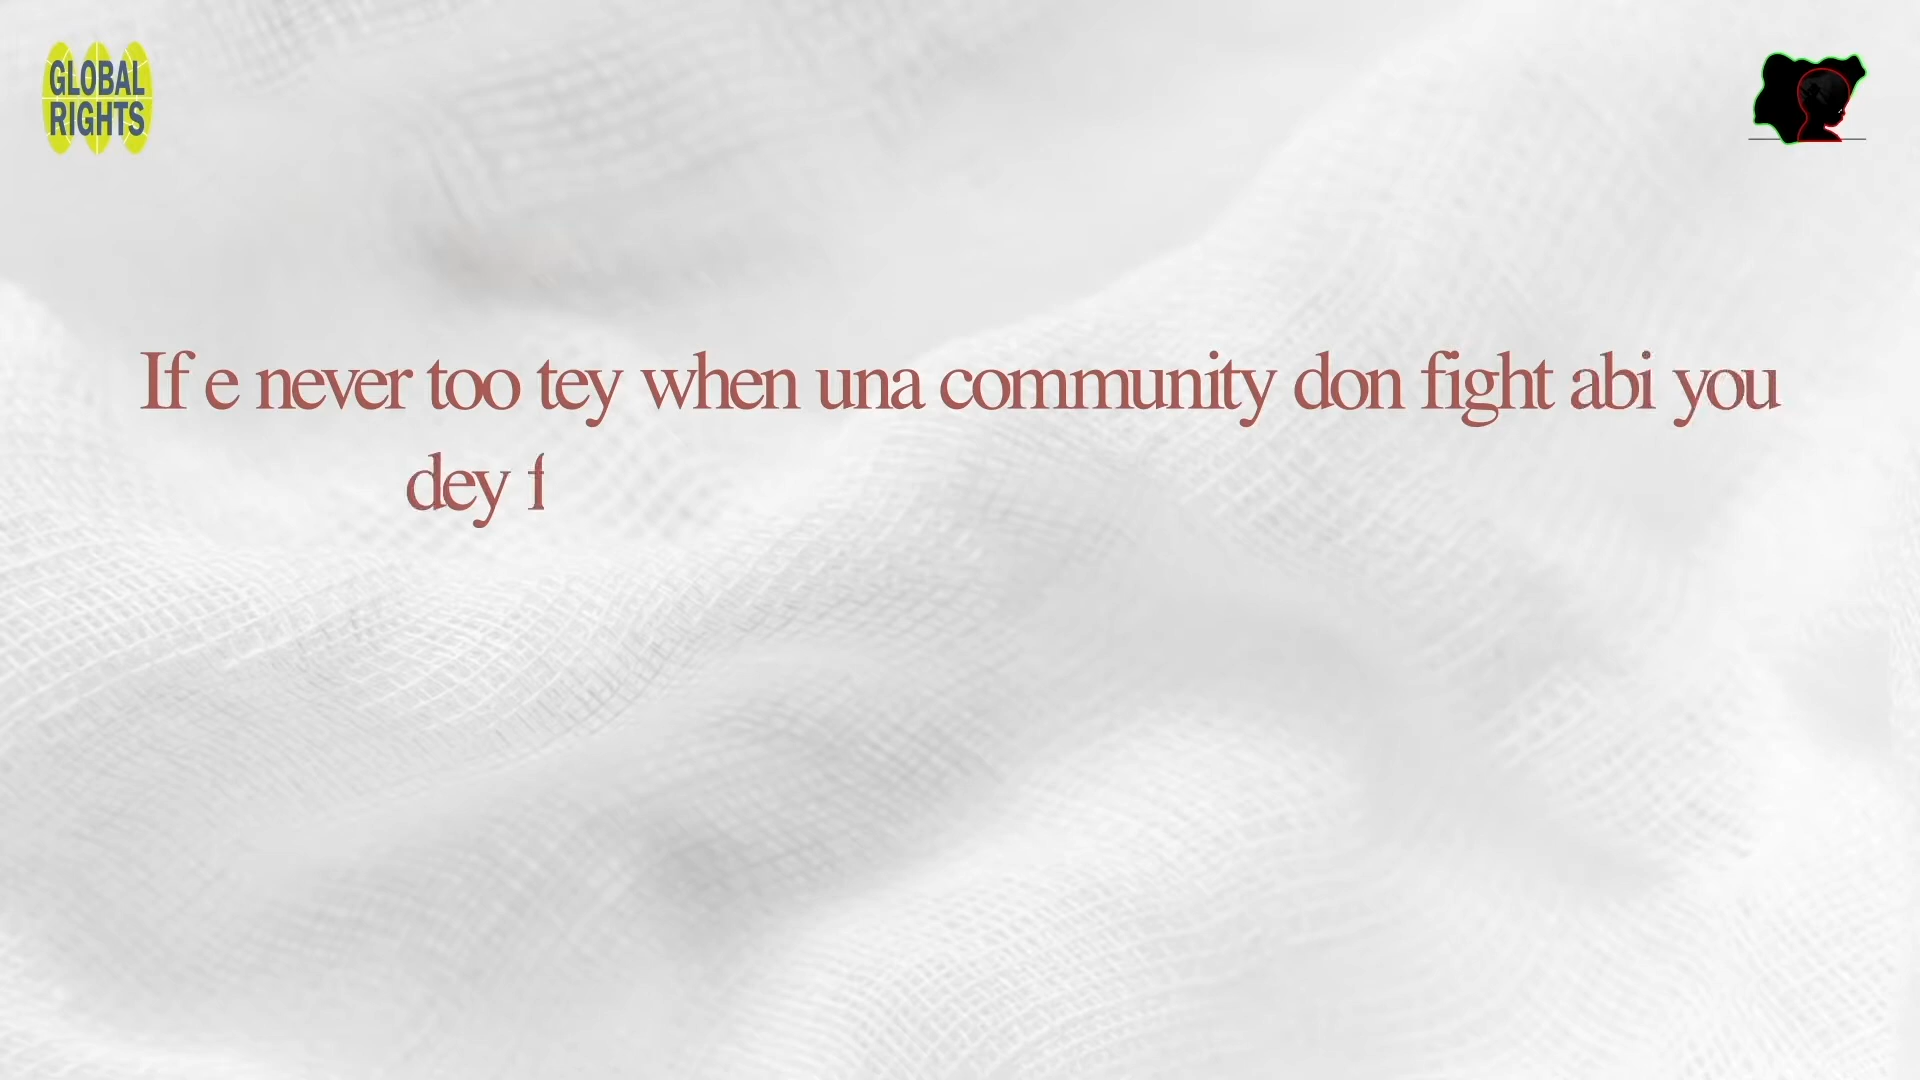 GLOBAL
RIGHTS
If e never too tey when una community don fight abi you
dey